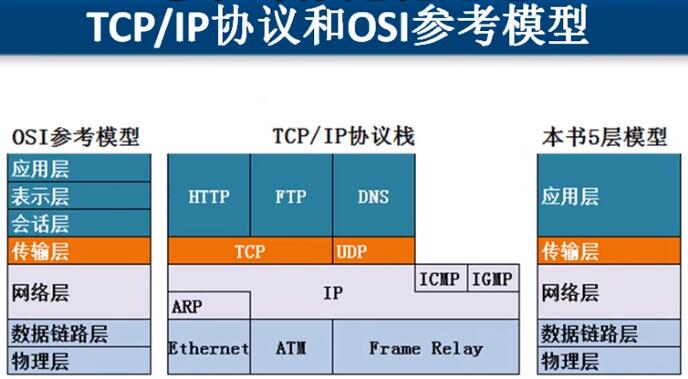 TCP/IP协议和OSI参考模型
OSI参考模型
TCP/IP协议栈
本书5层模型
应用层
表示层
会话层
传输层
网络层
数据链路层
物理层
HTTP
FTP
DNS
TCP
UDP
ICMP
IGMP
IP
ARP
Ethernet
ATM
Frame Relay
应用层
传输层
网络层
数据链路层
物理层